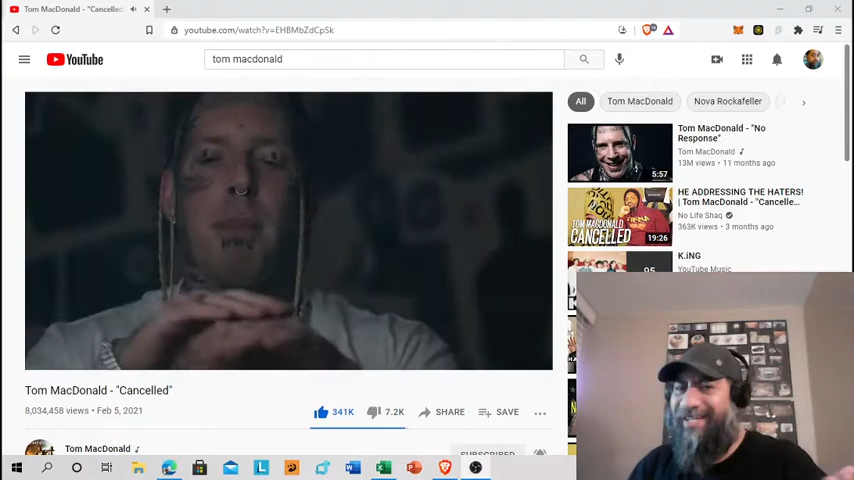 Tom MacDonald - "Cancelled"
youtube.com/watch?v=EHBMbZdCpSk
YouTube
tom macdonald
All
Tom MacDonald
Nova Rockafeller
Tom MacDonald - "No
Response"
Tom MacDonald
13M views • 11 months ago
5:57
HE ADDRESSING THE HATERS!
| Tom MacDonald - "Cancelle...
No Life Shaq
363K views • 3 months ago
TOM MACDONALD
CANCELLED
19:26
K.iNG
YouTube Music
95
Tom MacDonald - "Cancelled"
8,034,458 views • Feb 5, 2021
341K
7.2K
SHARE
SAVE
Tom MacDonald
SUBSCRIBED